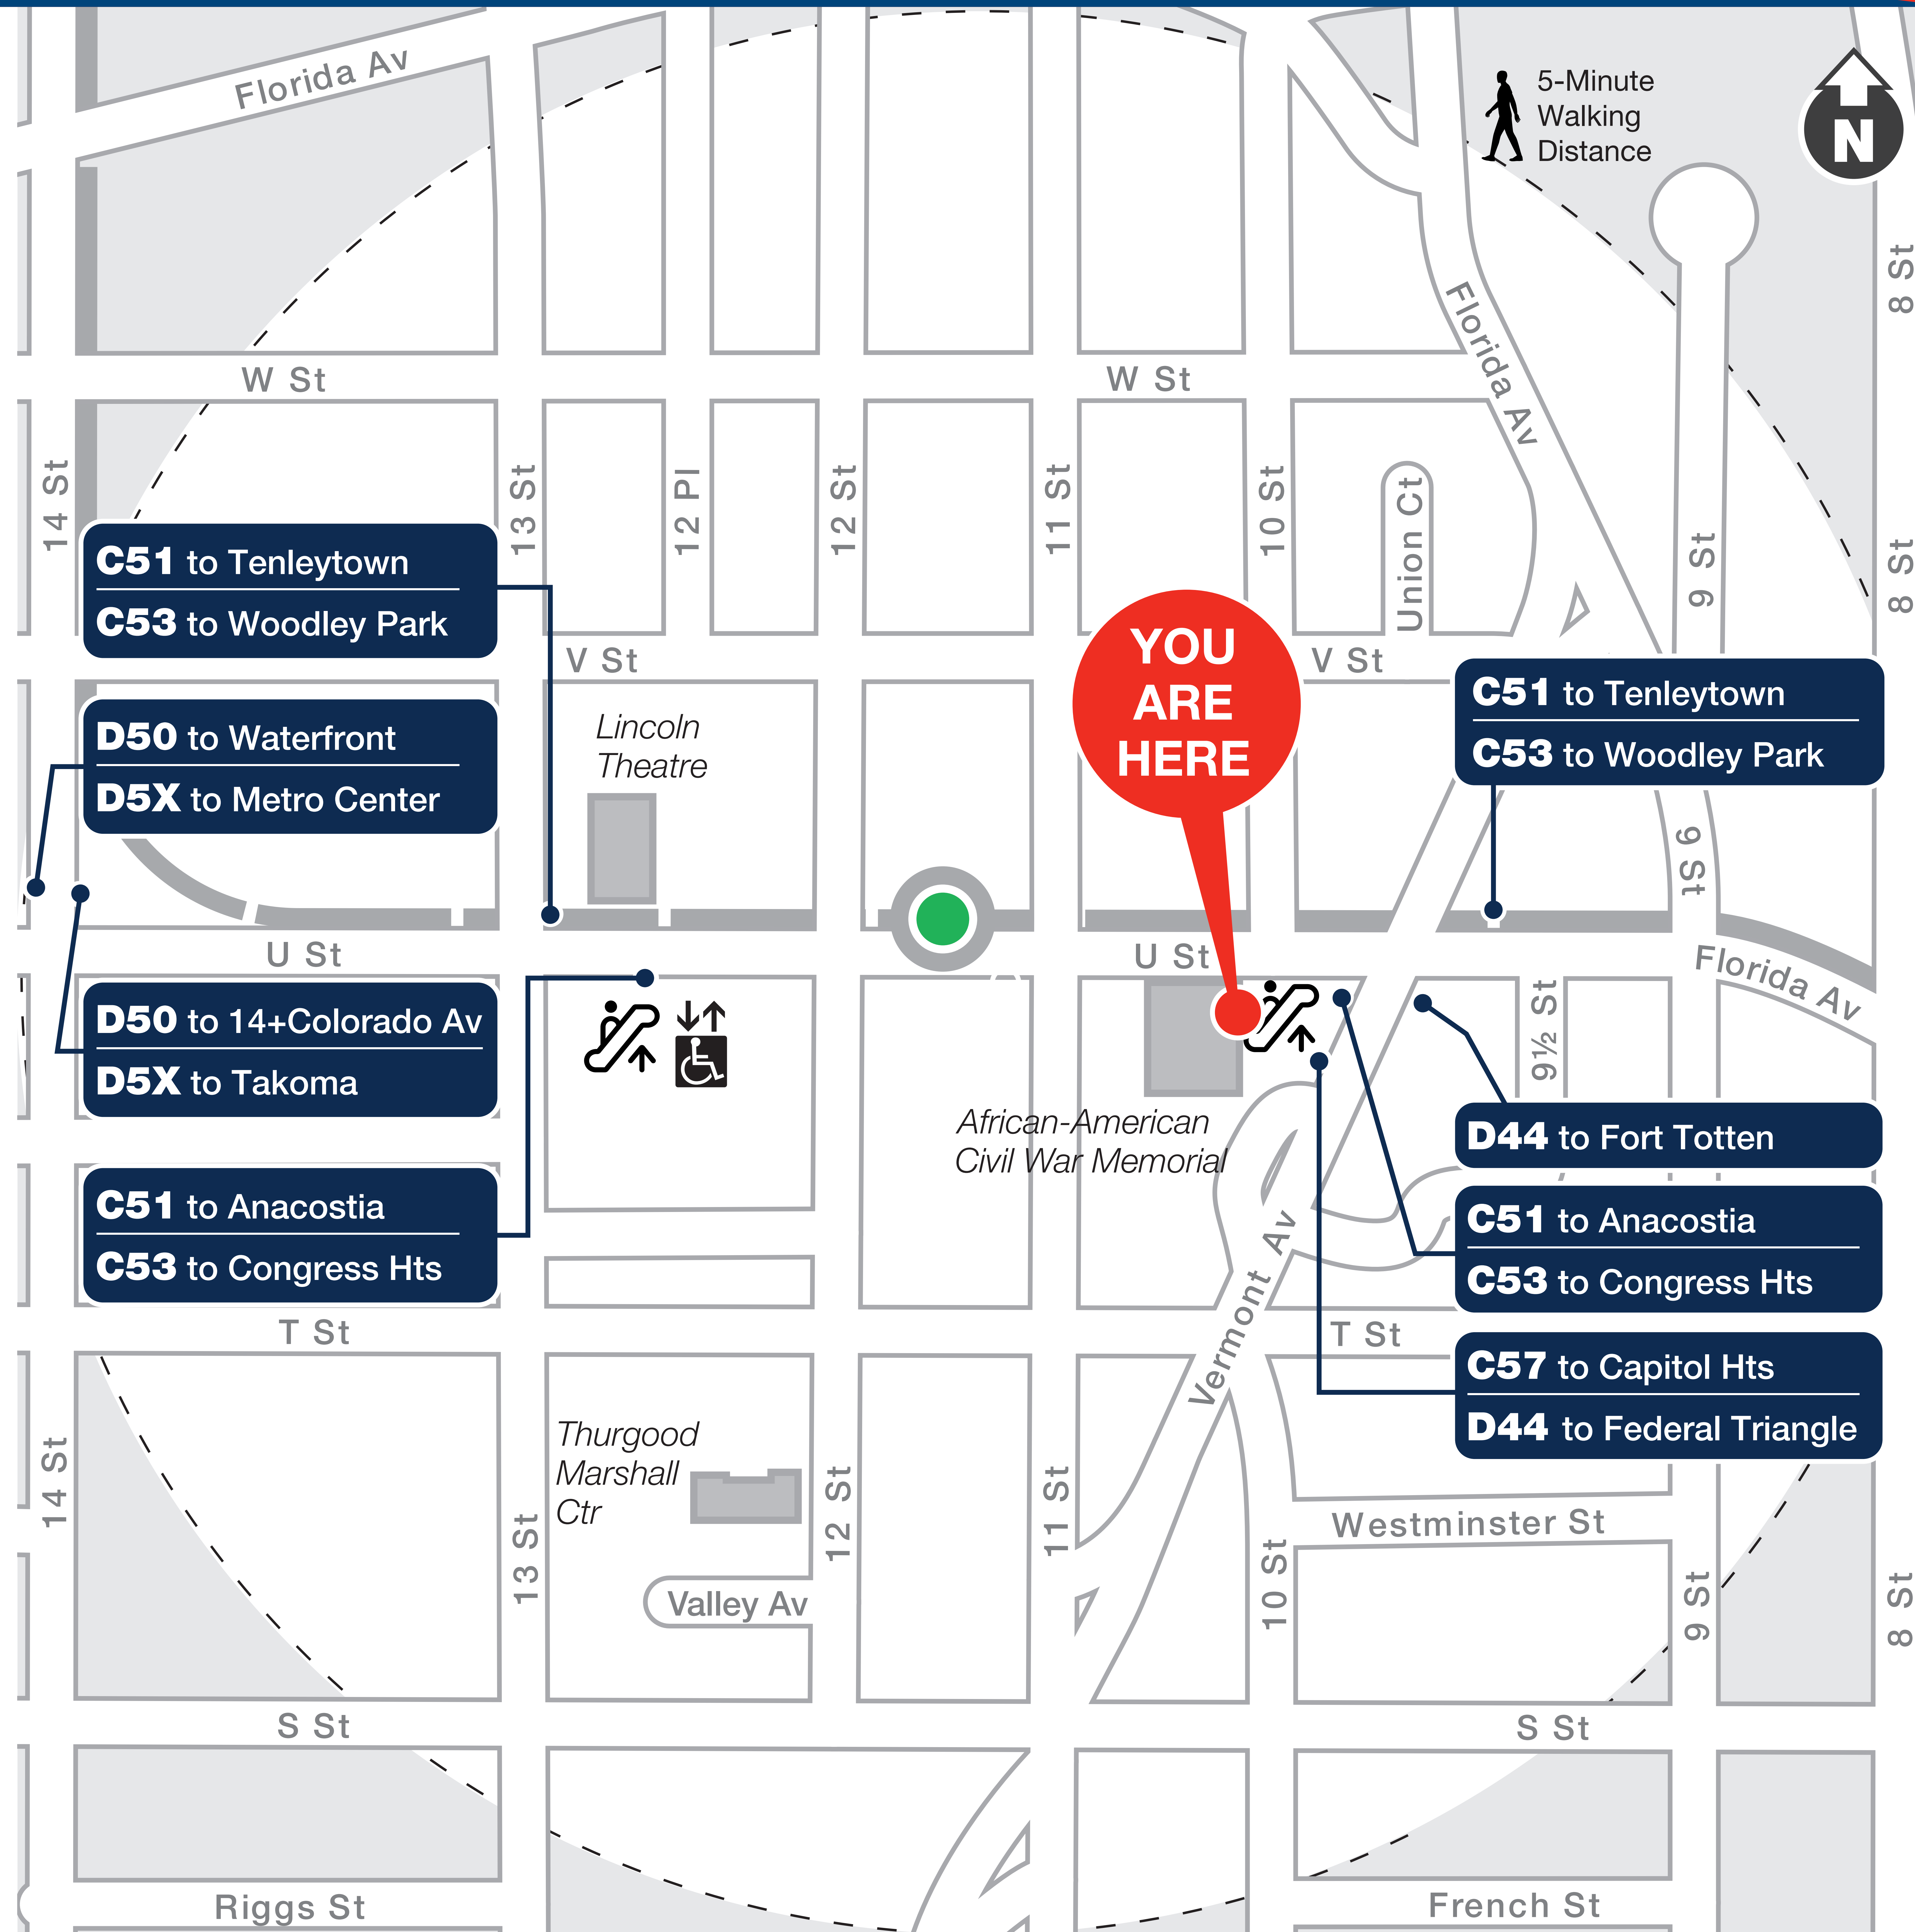 Florida Av
5-Minute
Walking
Distance
N
8 St
Florida Av
W St
W St
14 St
13 St
12 Pl
12 St
11 St
10 St
Union Ct
9 St
8 St
C51 to Tenleytown
C53 to Woodley Park
V St
YOU
ARE
HERE
V St
C51 to Tenleytown
C53 to Woodley Park
D50 to Waterfront
D5X to Metro Center
Lincoln
Theatre
9 St
U St
U St
Florida Av
D50 to 14+Colorado Av
D5X to Takoma
9½ St
African-American
Civil War Memorial
D44 to Fort Totten
C51 to Anacostia
C53 to Congress Hts
C51 to Anacostia
C53 to Congress Hts
Vermont Av
T St
T St
C57 to Capitol Hts
D44 to Federal Triangle
14 St
Thurgood
Marshall
Ctr
13 St
12 St
11 St
10 St
Westminster St
9 St
8 St
Valley Av
S St
S St
Riggs St
French St